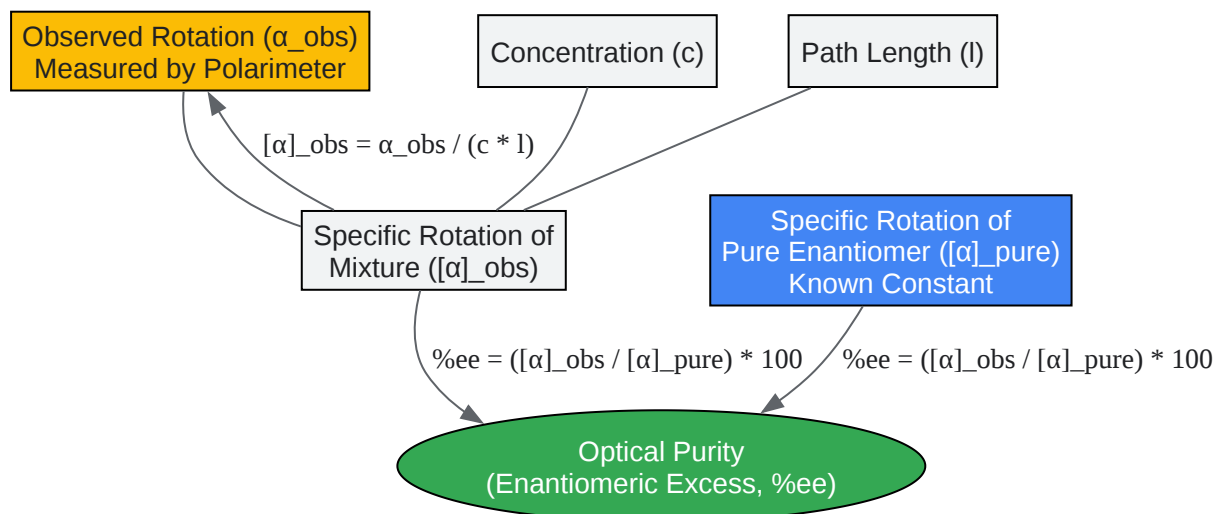 Observed Rotation (α_obs)
Measured by Polarimeter
Concentration (c)
Path Length (l)
[α]_obs = α_obs / (c * l)
Specific Rotation of
Mixture ([α]_obs)
Specific Rotation of
Pure Enantiomer ([α]_pure)
Known Constant
%ee = ([α]_obs / [α]_pure) * 100
%ee = ([α]_obs / [α]_pure) * 100
Optical Purity
(Enantiomeric Excess, %ee)